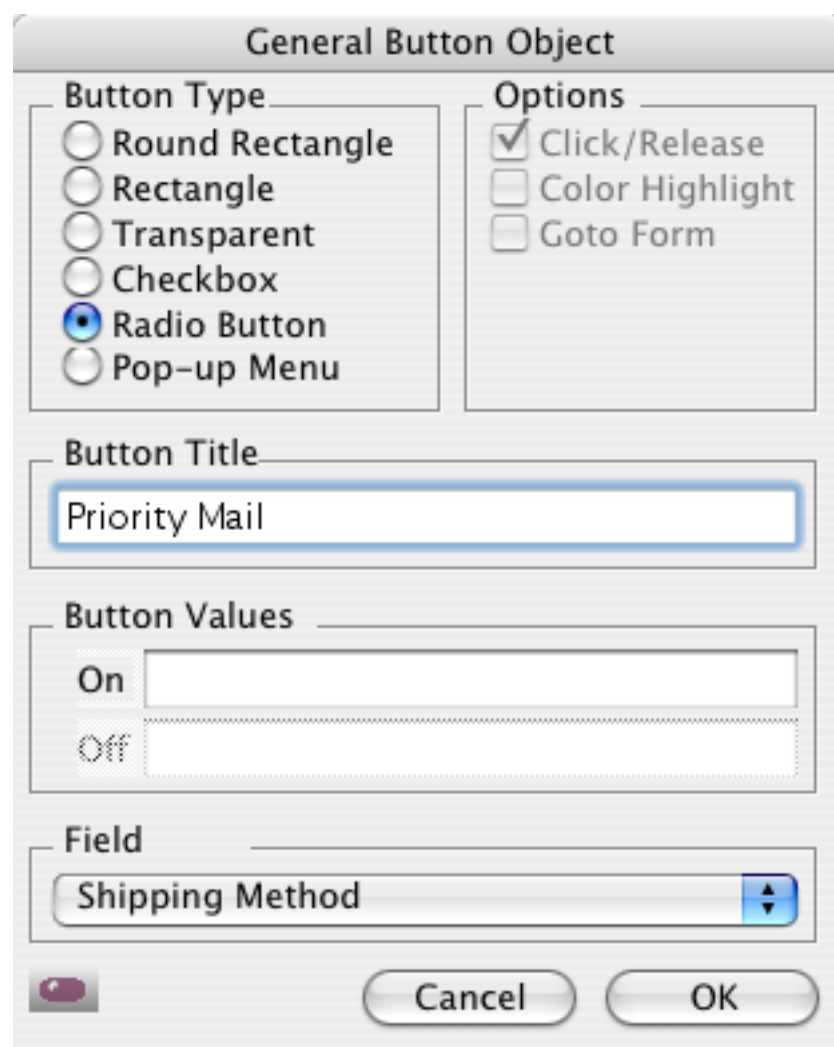 General Button Object
Button Type
Round Rectangle
Rectangle
Transparent
Checkbox
Radio Button
Pop-up Menu
Options
Click/Release
Color Highlight
Goto Form
Button Title
Priority Mail
Button Values
On
Off
Field
Shipping Method
Cancel
OK